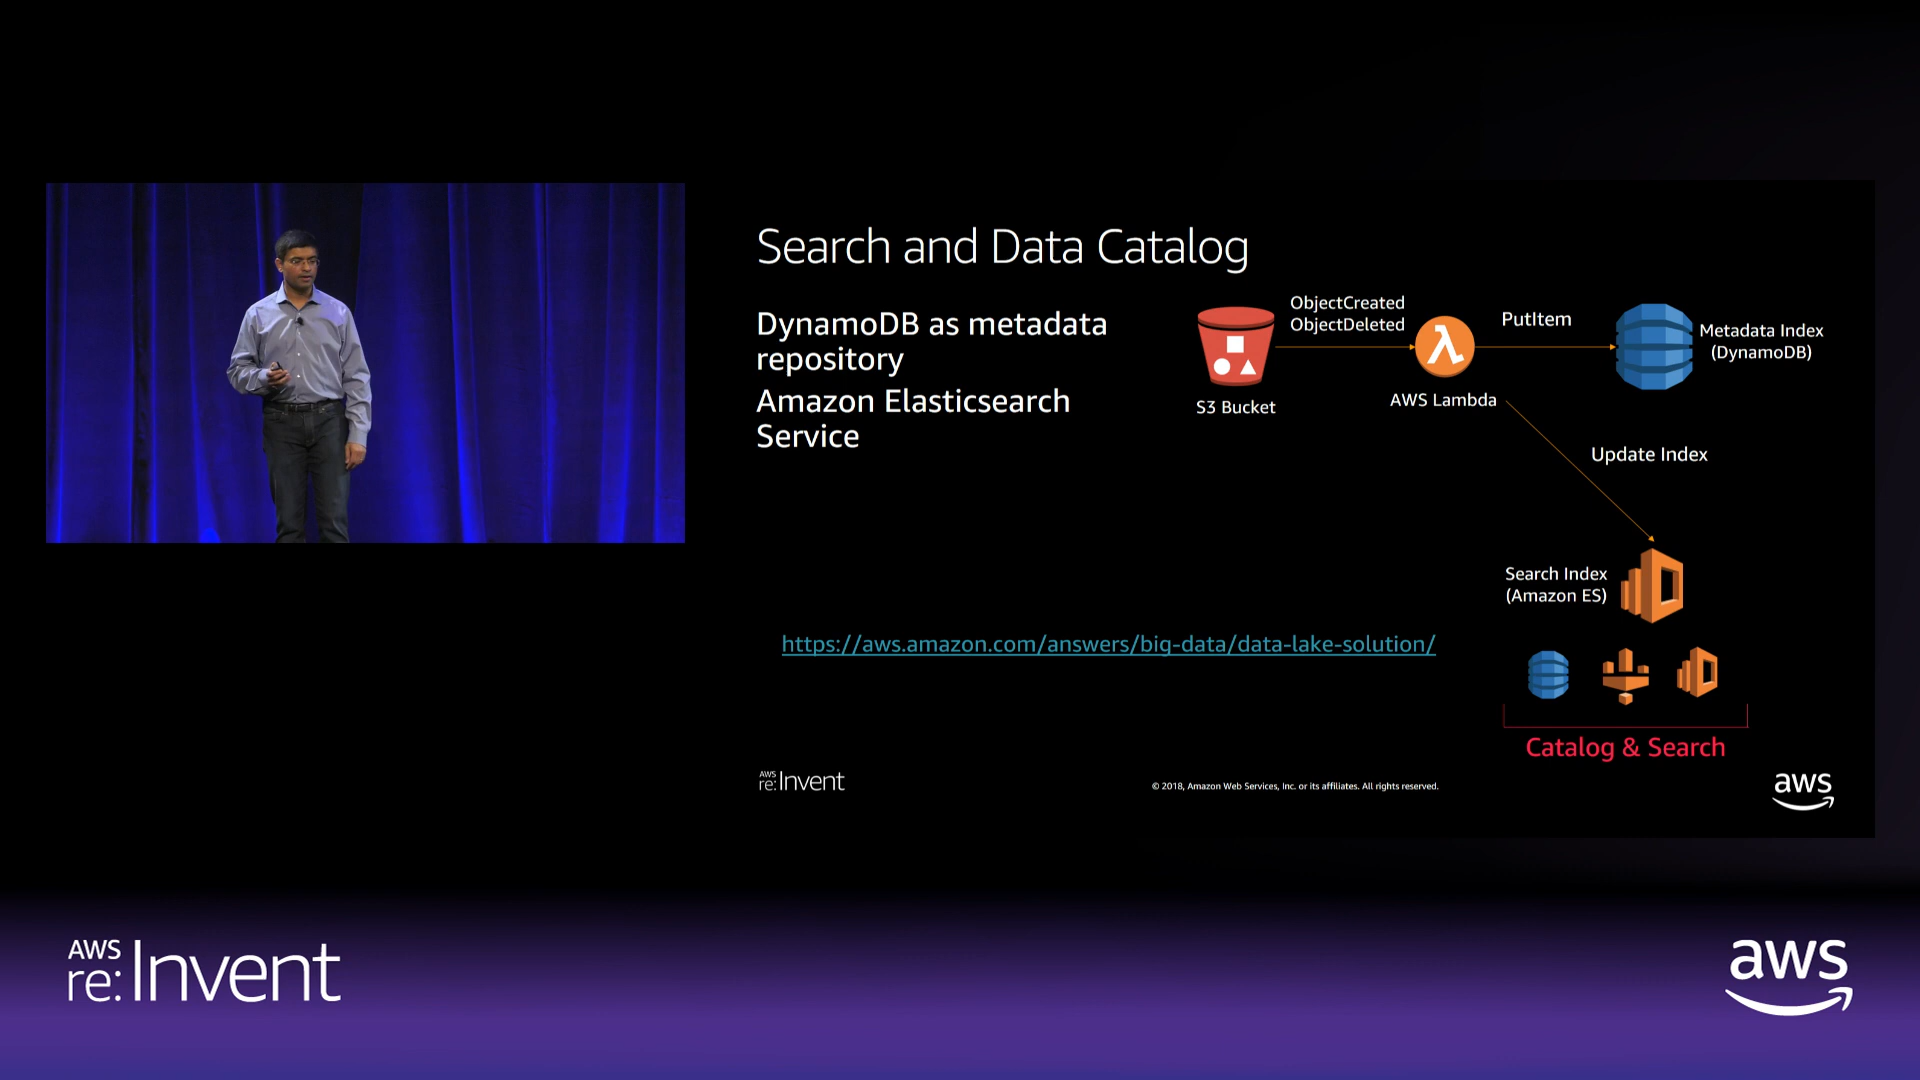 Search and Data Catalog
DynamoDB as metadata
repository
Amazon Elasticsearch
Service
ObjectCreated
ObjectDeleted
PutItem
Metadata Index
(DynamoDB)
S3 Bucket
AWS Lambda
Update Index
Search Index
(Amazon ES)
https://aws.amazon.com/answers/big-data/data-lake-solution/
Catalog & Search
AWS
re:Invent
© 2018, Amazon Web Services, Inc. or its affiliates. All rights reserved.
aws
AWS
re:Invent
aws